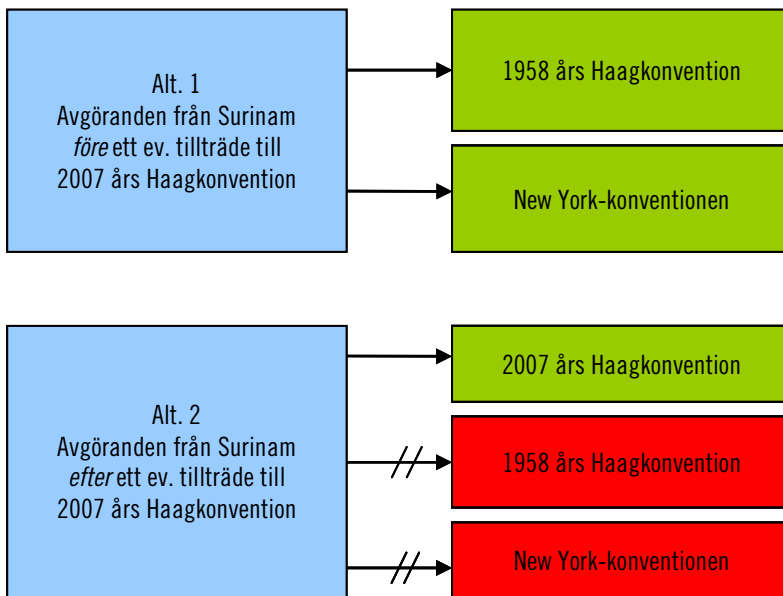 Alt. 1
Avgöranden från Surinam
före ett ev. tillträde till
2007 års Haagkonvention
1958 års Haagkonvention
New York-konventionen
Alt. 2
Avgöranden från Surinam
efter ett ev. tillträde till
2007 års Haagkonvention
2007 års Haagkonvention
1958 års Haagkonvention
New York-konventionen